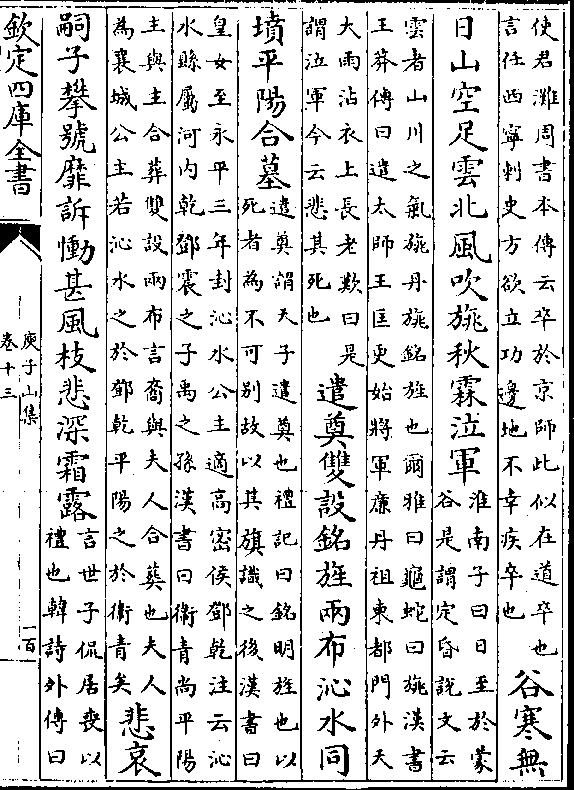 使君灘周書本傳云卒於京師此似在道卒也
言任西寧刺史方欲立功邊地不幸疾卒也
谷寒無
日山空足雲北風吹旐秋霖泣軍
淮南子曰日至於蒙
谷是謂定昏說文云
雲者山川之氣旐丹旐銘旌也爾雅曰龜蛇曰旐漢書
王莽傳曰遣太師王匡更始將軍廉丹祖東都門外天
大雨沾衣上長老歎曰是
謂泣軍今云悲其死也
遣奠雙設銘旌兩布沁水同
墳平陽合墓
遣奠謂天子遣奠也禮記曰銘明旌也以
死者為不可別故以其旗識之後漢書曰
皇女至永平三年封沁水公主適高密侯鄧乾注云沁
水縣屬河内乾鄧震之子禹之孫漢書曰衛青尚平陽
主與主合葬雙設兩布言裔與夫人合葬也夫人
為襄城公主若沁水之於鄧乾平陽之於衛青矣
悲哀
嗣子攀號靡訴慟甚風枝悲深霜露
言世子侃居喪以
禮也韓詩外傳曰
欽定四庫全書
庾子山集
卷十三
一百